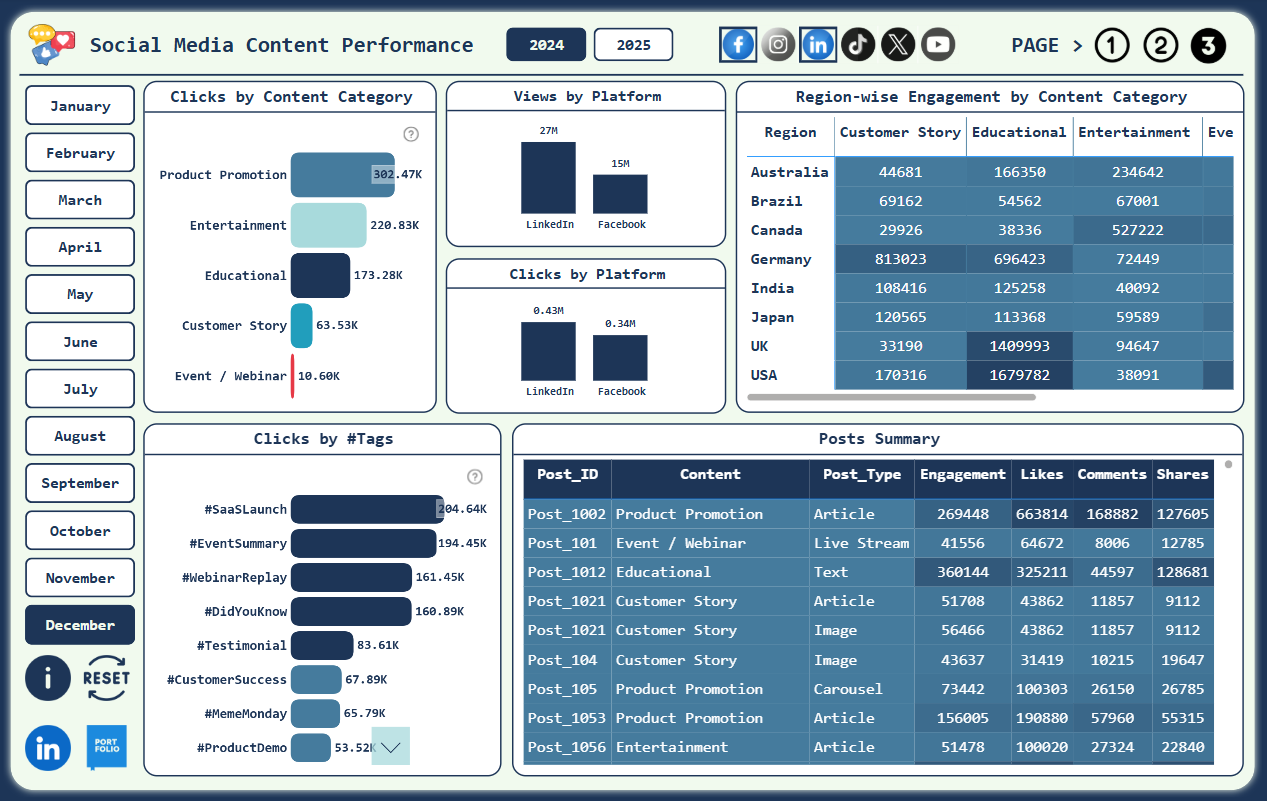 Social Media Content Performance
2024
2025
PAGE > 1 2 3
January
February
March
April
May
June
July
August
September
October
November
December
i
RESET
in
PORT
FOLIO
Clicks by Content Category
?
Product Promotion 302.47K
Entertainment 220.83K
Educational 173.28K
Customer Story 63.53K
Event / Webinar 10.60K
Views by Platform
27M
15M
LinkedIn Facebook
Clicks by Platform
0.43M
0.34M
LinkedIn Facebook
Region-wise Engagement by Content Category
Region Customer Story Educational Entertainment Eve
Australia 44681 166350 234642
Brazil 69162 54562 67001
Canada 29926 38336 527222
Germany 813023 696423 72449
India 108416 125258 40092
Japan 120565 113368 59589
UK 33190 1409993 94647
USA 170316 1679782 38091
Clicks by #Tags
?
#SaaSLaunch 204.64K
#EventSummary 194.45K
#WebinarReplay 161.45K
#DidYouKnow 160.89K
#Testimonial 83.61K
#CustomerSuccess 67.89K
#MemeMonday 65.79K
#ProductDemo 53.52K
Posts Summary
Post_ID Content Post_Type Engagement Likes Comments Shares
Post_1002 Product Promotion Article 269448 663814 168882 127605
Post_101 Event / Webinar Live Stream 41556 64672 8006 12785
Post_1012 Educational Text 360144 325211 44597 128681
Post_1021 Customer Story Article 51708 43862 11857 9112
Post_1021 Customer Story Image 56466 43862 11857 9112
Post_104 Customer Story Image 43637 31419 10215 19647
Post_105 Product Promotion Carousel 73442 100303 26150 26785
Post_1053 Product Promotion Article 156005 190880 57960 55315
Post_1056 Entertainment Article 51478 100020 27324 22840